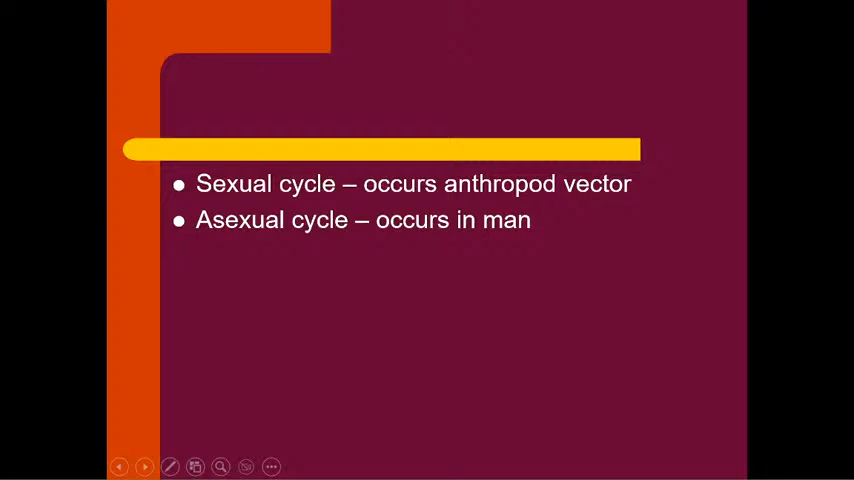 ● Sexual cycle – occurs anthropod vector
● Asexual cycle – occurs in man